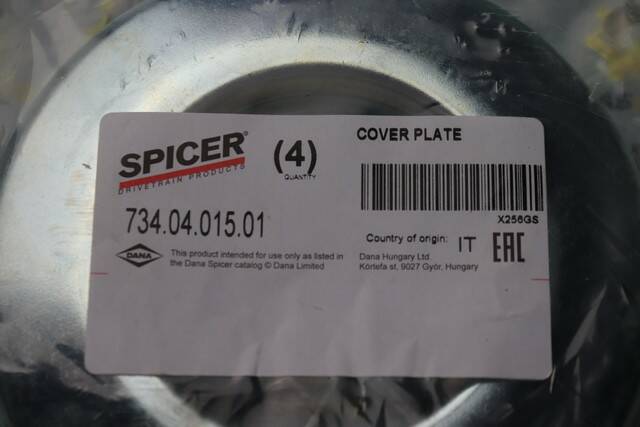 SPICER®
DRIVETRAIN PRODUCTS
(4)
QUANTITY
COVER PLATE
X256GS
734.04.015.01
Country of origin: IT
EAC
DANA
This product intended for use only as listed in
the Dana Spicer catalog © Dana Limited
Dana Hungary Ltd.
Körtefa st, 9027 Györ, Hungary